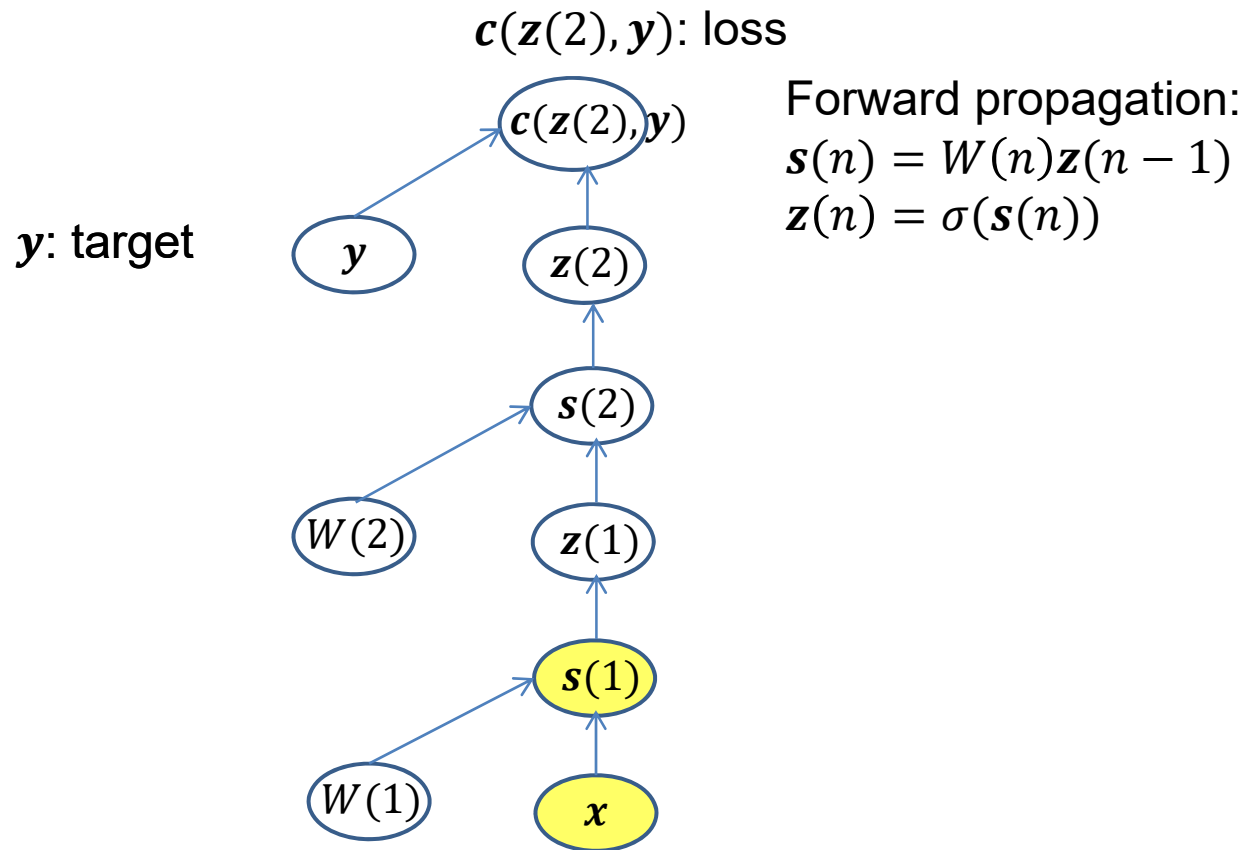 𝒄(𝒛(2), 𝒚): loss
Forward propagation:
𝒔(𝑛) = 𝑊(𝑛)𝒛(𝑛 − 1)
𝒛(𝑛) = 𝜎(𝒔(𝑛))
𝒄(𝒛(2), 𝒚)
𝒚: target
𝒚
𝒛(2)
𝒔(2)
𝑊(2)
𝒛(1)
𝒔(1)
𝑊(1)
𝒙